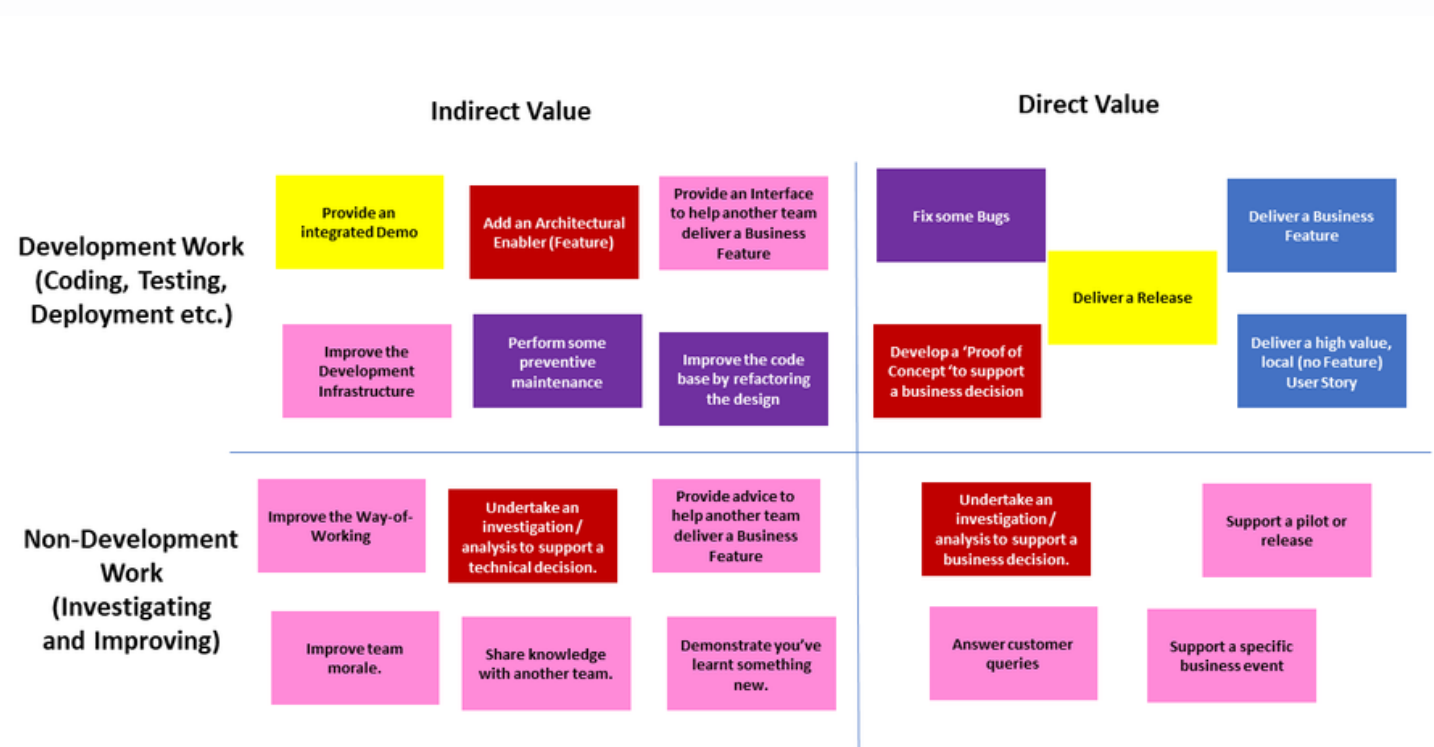 Indirect Value
Direct Value
Development Work
(Coding, Testing,
Deployment etc.)
Provide an
integrated Demo
Add an Architectural
Enabler (Feature)
Provide an Interface
to help another team
deliver a Business
Feature
Fix some Bugs
Deliver a Business
Feature
Deliver a Release
Improve the
Development
Infrastructure
Perform some
preventive
maintenance
Improve the code
base by refactoring
the design
Develop a ‘Proof of
Concept ‘to support
a business decision
Deliver a high value,
local (no Feature)
User Story
Non-Development
Work
(Investigating
and Improving)
Improve the Way-of-
Working
Undertake an
investigation /
analysis to support a
technical decision.
Provide advice to
help another team
deliver a Business
Feature
Undertake an
investigation /
analysis to support a
business decision.
Support a pilot or
release
Improve team
morale.
Share knowledge
with another team.
Demonstrate you’ve
learnt something
new.
Answer customer
queries
Support a specific
business event